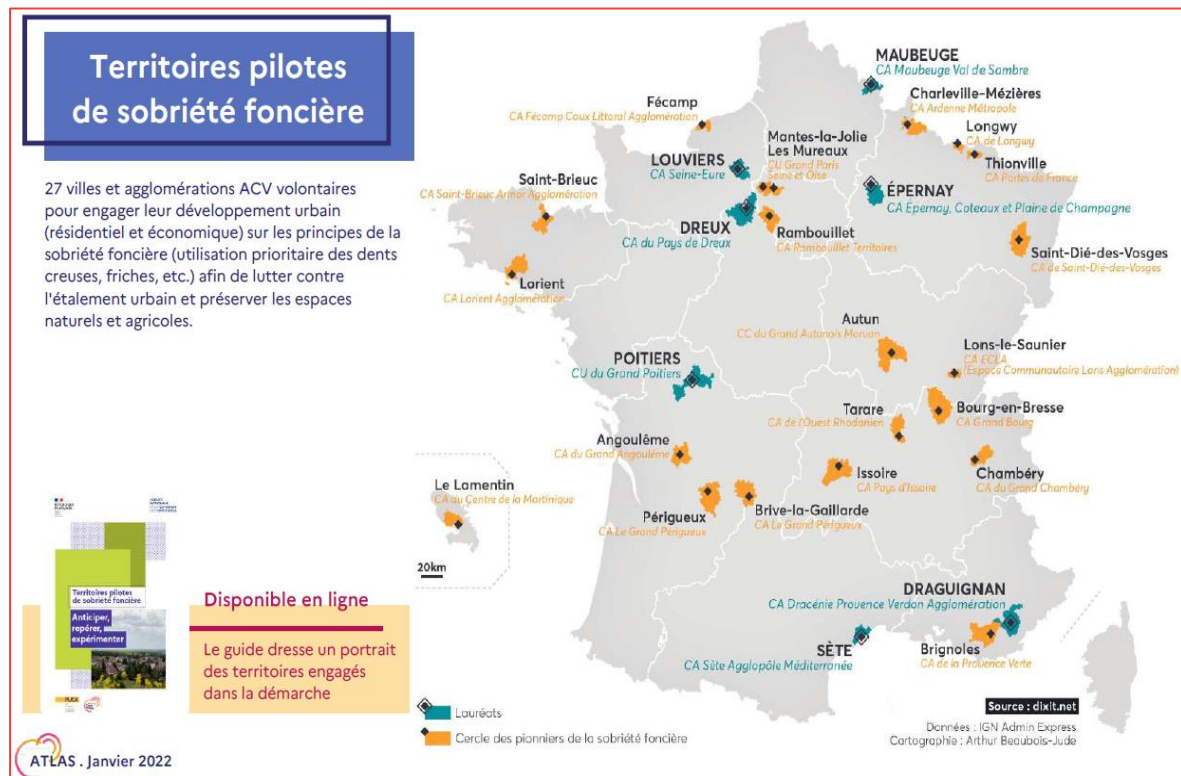 Territoires pilotes
de sobriété foncière
27 villes et agglomérations ACV volontaires
pour engager leur développement urbain
(résidentiel et économique) sur les principes de la
sobriété foncière (utilisation prioritaire des dents
creuses, friches, etc.) afin de lutter contre
l'étalement urbain et préserver les espaces
naturels et agricoles.
MAUBEUGE
CA Maubeuge Val de Sambre
Charleville-Mézières
CA Ardenne Métropole
Fécamp
CA Fécamp Caux Littoral Agglomération
Longwy
CA de Longwy
Mantes-la-Jolie
Les Mureaux
CU Grand Paris
Seine et Oise
Thionville
CA Portes de France
LOUVIERS
CA Seine-Eure
Saint-Brieuc
CA Saint-Brieuc Armor Agglomération
ÉPERNAY
CA Épernay, Coteaux et Plaine de Champagne
DREUX
CA du Pays de Dreux
Rambouillet
CA Rambouillet Territoires
Saint-Dié-des-Vosges
CA de Saint-Dié-des-Vosges
Lorient
CA Lorient Agglomération
Autun
CC du Grand Autunois Morvan
Lons-le-Saunier
CA ECLA
(Espace Communautaire Lons Agglomération)
POITIERS
CU du Grand Poitiers
Tarare
CA de l'Ouest Rhodanien
Bourg-en-Bresse
CA Grand Bourg
Angoulême
CA du Grand Angoulême
Issoire
CA Pays d'Issoire
Chambéry
CA du Grand Chambéry
Le Lamentin
CA du Centre de la Martinique
Périgueux
CA Le Grand Périgueux
Brive-la-Gaillarde
CA Le Grand Périgueux
20km
DRAGUIGNAN
CA Dracénie Provence Verdon Agglomération
SÈTE
CA Sète Agglopôle Méditerranée
Brignoles
CA de la Provence Verte
Territoires pilotes
de sobriété foncière
Anticiper,
repérer,
expérimenter
PUCA
Disponible en ligne
Le guide dresse un portrait
des territoires engagés
dans la démarche
Lauréats
Cercle des pionniers de la sobriété foncière
Source : dixit.net
Données : IGN Admin Express
Cartographie : Arthur Beaubois-Jude
ATLAS . Janvier 2022